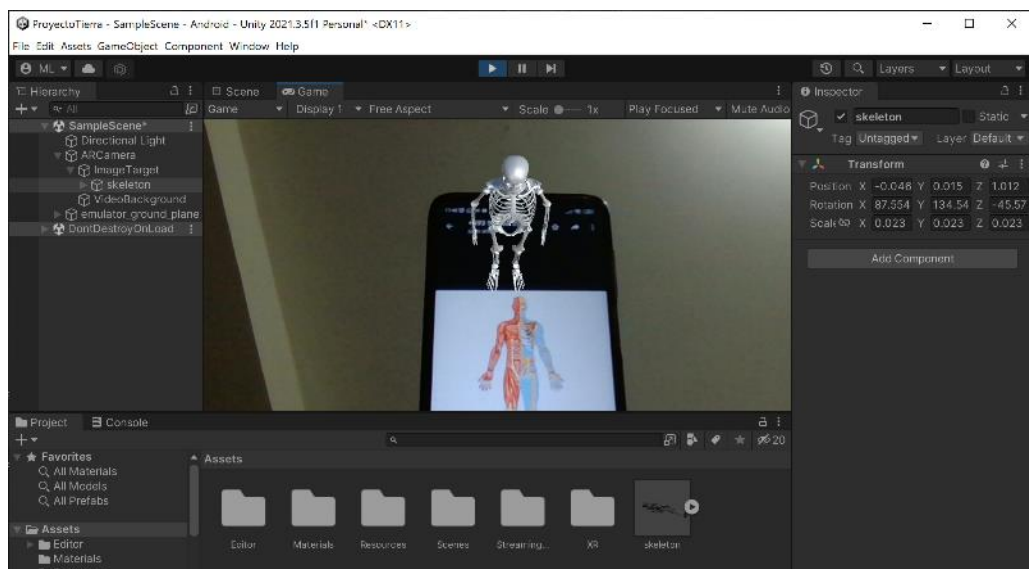 ProyectoTierra - SampleScene - Android - Unity 2021.3.5f1 Personal* <DX11>
File Edit Assets GameObject Component Window Help
ML Layers Layout
Hierarchy
All
SampleScene*
Directional Light
ARCamera
ImageTarget
skeleton
VideoBackground
emulator_ground_plane
DontDestroyOnLoad
Scene Game
Game Display 1 Free Aspect Scale 1x Play Focused Mute Audio
Inspector
skeleton Static
Tag Untagged Layer Default
Transform
Position X -0.046 Y 0.015 Z 1.012
Rotation X 87.554 Y 134.54 Z -45.57
Scale X 0.023 Y 0.023 Z 0.023
Add Component
Project Console
20
Favorites
All Materials
All Models
All Prefabs
Assets
Editor
Materials
Assets
Editor Materials Resources Scenes Streaming... XR skeleton